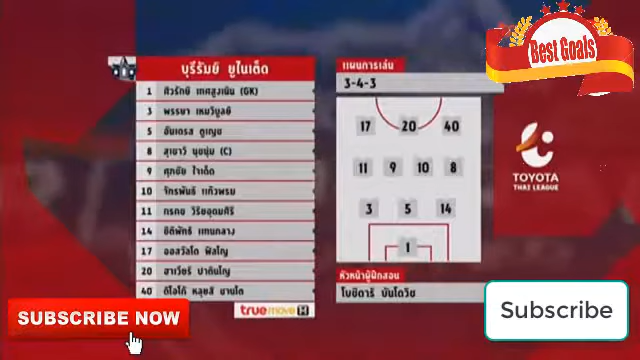 Best Goals
บุรีรัมย์ ยูไนเต็ด
1 ศิวรักษ์ เทศสูงเนิน (GK)
3 พรรษา เหมวิบูลย์
5 อันเดรส ตูเญซ
8 สุเชาว์ นุชนุ่ม (C)
9 ศุภชัย ใจเด็ด
10 จักรพันธ์ แก้วพรม
11 กรกช วิริยอุดมศิริ
14 ชิติพัทธ์ แทนกลาง
17 ออสวัลโด ฟิลโญ
20 ฮาเวียร์ ปาตินโญ
40 ดิโอโก้ หลุยส์ ซานโต
truemove H
แผนการเล่น
3-4-3
17 20 40
11 9 10 8
3 5 14
1
หัวหน้าผู้ฝึกสอน
โบซิดาร์ บันโดวิช
TOYOTA
THAI LEAGUE
SUBSCRIBE NOW
Subscribe